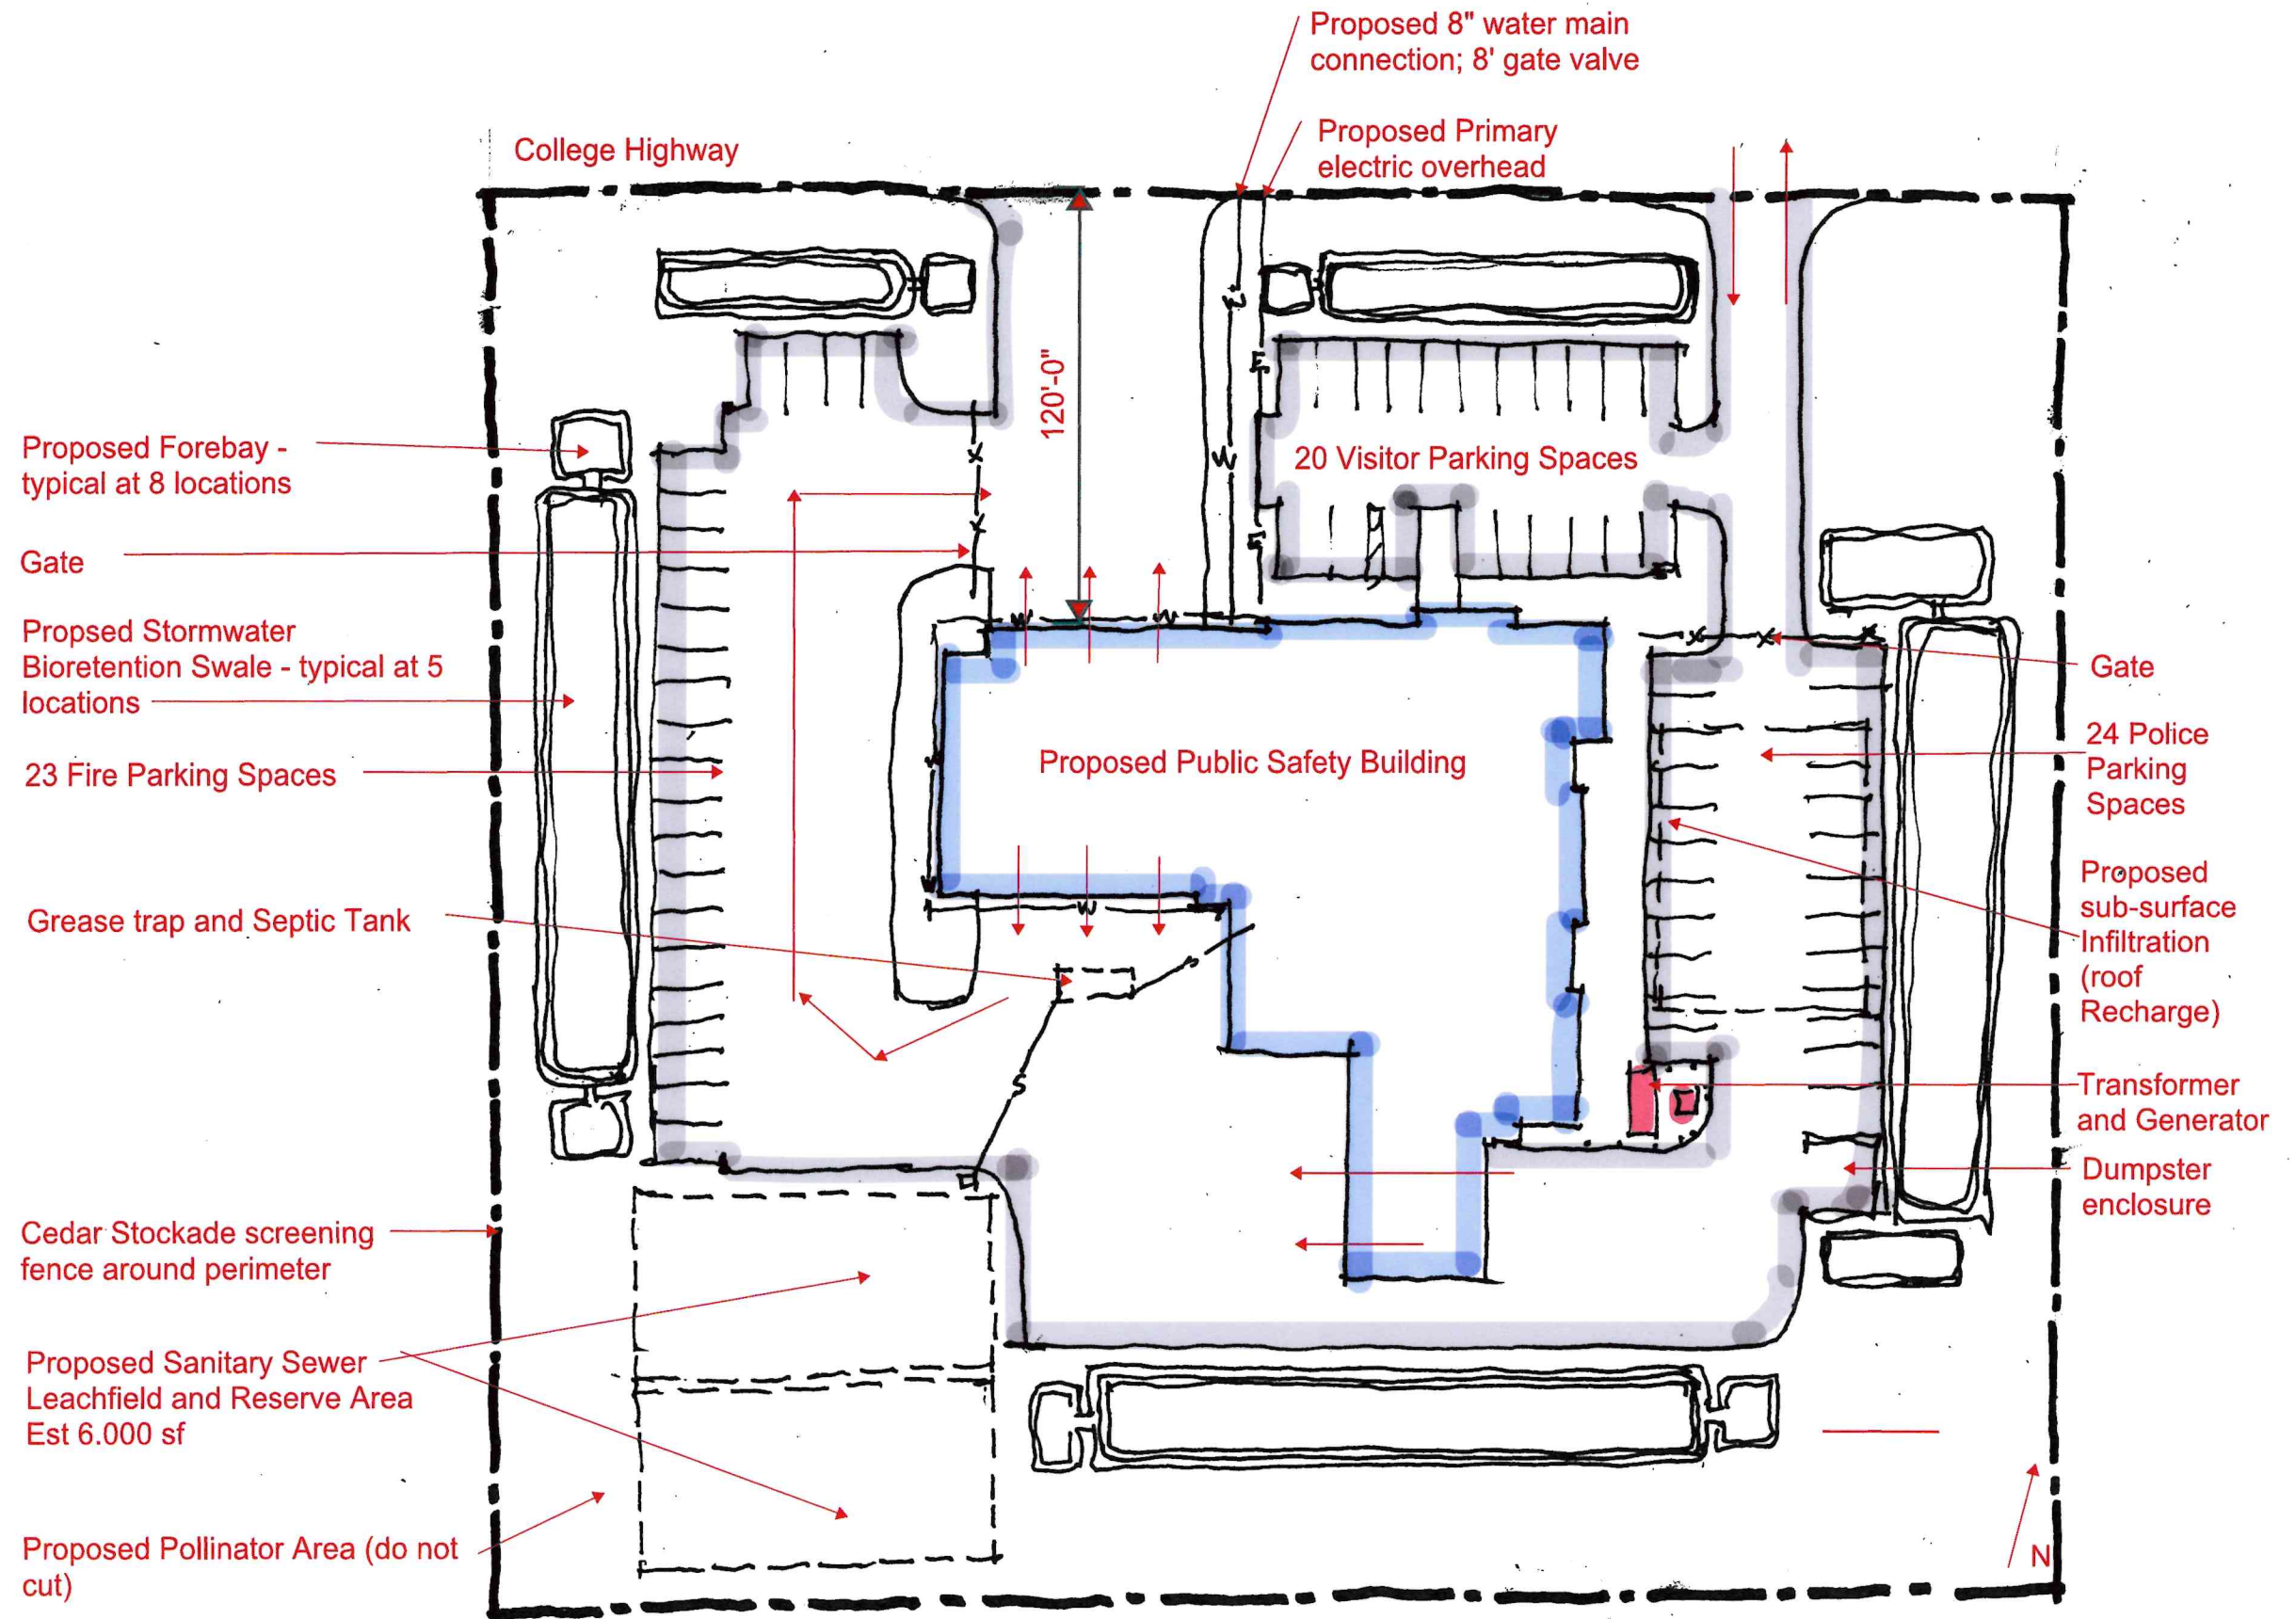 Proposed 8" water main
connection; 8' gate valve
Proposed Primary
electric overhead
College Highway
120'-0"
20 Visitor Parking Spaces
Proposed Forebay -
typical at 8 locations
Gate
Propsed Stormwater
Bioretention Swale - typical at 5
locations
23 Fire Parking Spaces
Grease trap and Septic Tank
Cedar Stockade screening
fence around perimeter
Proposed Sanitary Sewer
Leachfield and Reserve Area
Est 6.000 sf
Proposed Pollinator Area (do not
cut)
Proposed Public Safety Building
Gate
24 Police
Parking
Spaces
Proposed
sub-surface
Infiltration
(roof
Recharge)
Transformer
and Generator
Dumpster
enclosure
N
E
E
E
W
W
W
W
W
S
S